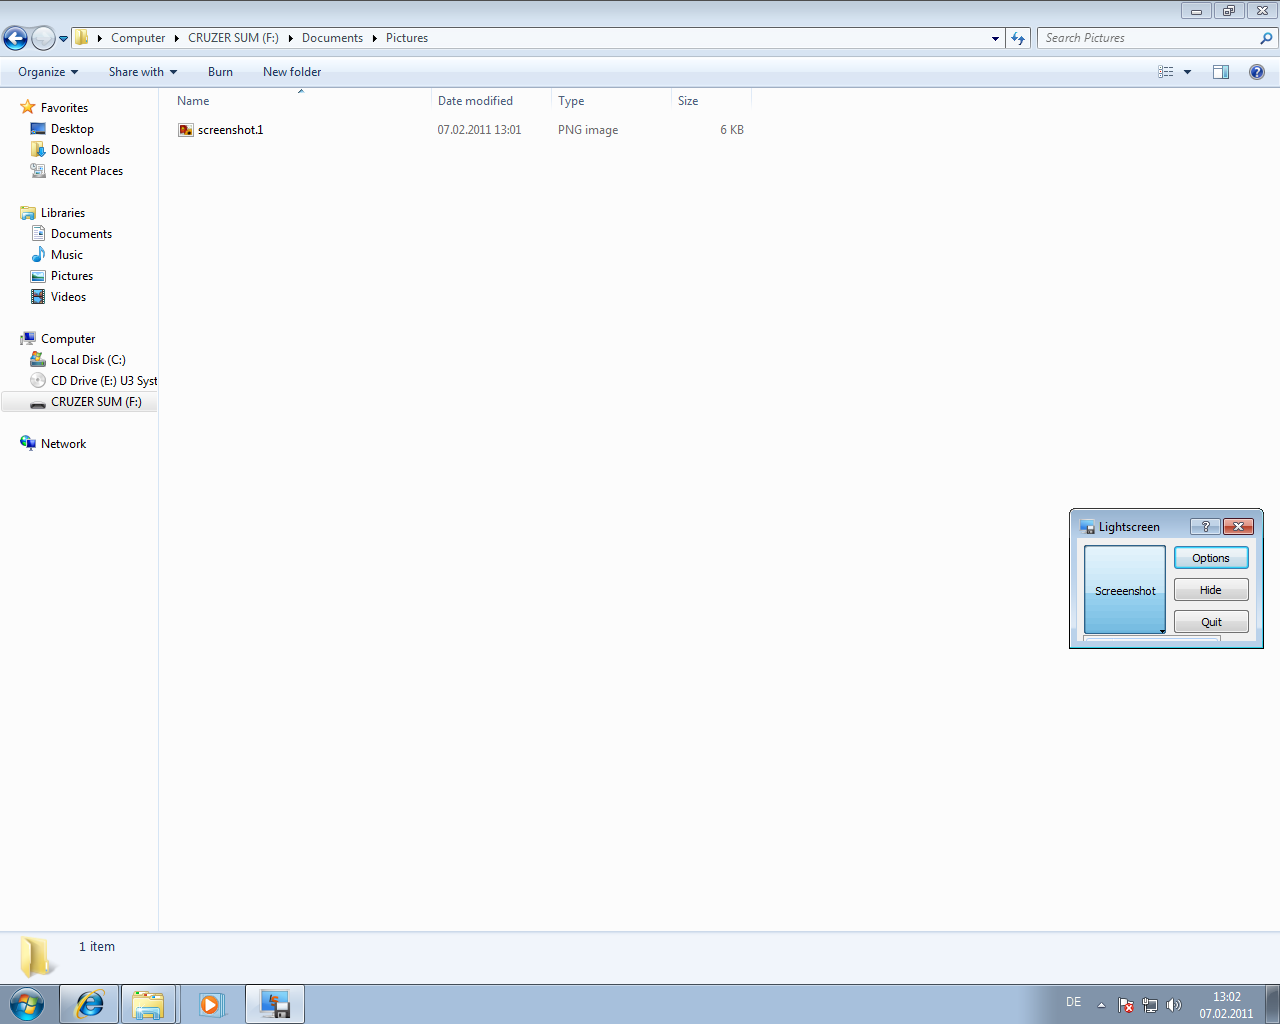 Computer CRUZER SUM (F:) Documents Pictures
Search Pictures
Organize Share with Burn New folder
Favorites
Desktop
Downloads
Recent Places
Libraries
Documents
Music
Pictures
Videos
Computer
Local Disk (C:)
CD Drive (E:) U3 Syst
CRUZER SUM (F:)
Network
Name Date modified Type Size
screenshot.1 07.02.2011 13:01 PNG image 6 KB
Lightscreen
Screeenshot
Options
Hide
Quit
1 item
DE
13:02
07.02.2011